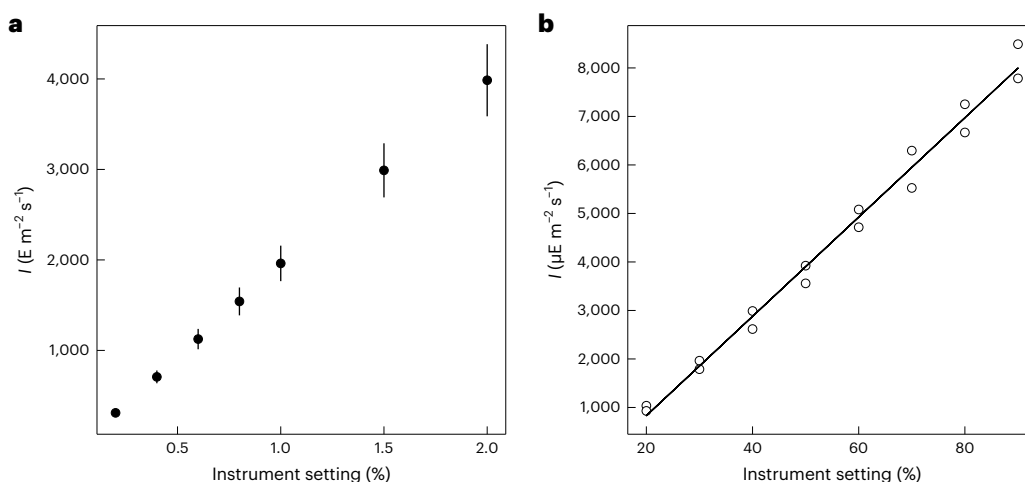 a
4,000
3,000
2,000
1,000
I (E m⁻² s⁻¹)
0.5 1.0 1.5 2.0
Instrument setting (%)
b
8,000
7,000
6,000
5,000
4,000
3,000
2,000
1,000
I (µE m⁻² s⁻¹)
20 40 60 80
Instrument setting (%)